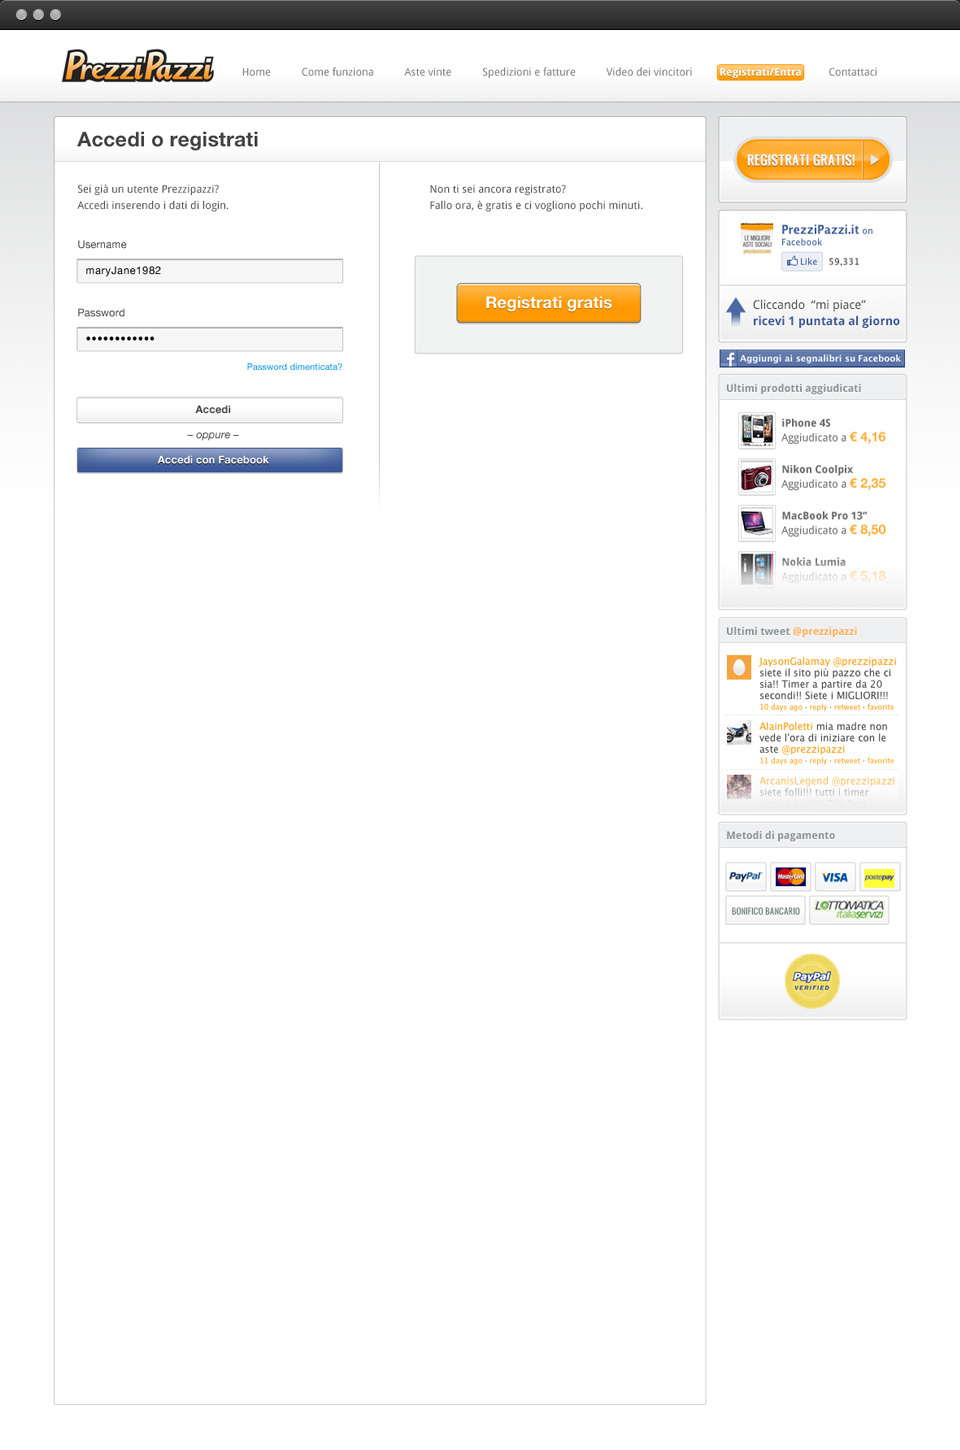 PrezziPazzi
Home
Come funziona
Aste vinte
Spedizioni e fatture
Video dei vincitori
Registrati/Entra
Contattaci
Accedi o registrati
Sei già un utente Prezzipazzi?
Accedi inserendo i dati di login.
Username
maryJane1982
Password
••••••••••••
Password dimenticata?
Accedi
– oppure –
Accedi con Facebook
Non ti sei ancora registrato?
Fallo ora, è gratis e ci vogliono pochi minuti.
Registrati gratis
REGISTRATI GRATIS!
LE MIGLIORI
ASTE SOCIALI
PrezziPazzi.it on
Facebook
Like 59,331
Cliccando “mi piace”
ricevi 1 puntata al giorno
Aggiungi ai segnalibri su Facebook
Ultimi prodotti aggiudicati
iPhone 4S
Aggiudicato a € 4,16
Nikon Coolpix
Aggiudicato a € 2,35
MacBook Pro 13”
Aggiudicato a € 8,50
Nokia Lumia
Aggiudicato a € 5,18
Ultimi tweet @prezzipazzi
JaysonGalamay @prezzipazzi
siete il sito più pazzo che ci
sia!! Timer a partire da 20
secondi!! Siete i MIGLIORI!!!
10 days ago • reply • retweet • favorite
AlainPoletti mia madre non
vede l'ora di iniziare con le
aste @prezzipazzi
11 days ago • reply • retweet • favorite
ArcanisLegend @prezzipazzi
siete folli!!! tutti i timer
Metodi di pagamento
PayPal
MasterCard
VISA
postepay
BONIFICO BANCARIO
LOTTOMATICA
italiaservizi
PayPal
VERIFIED